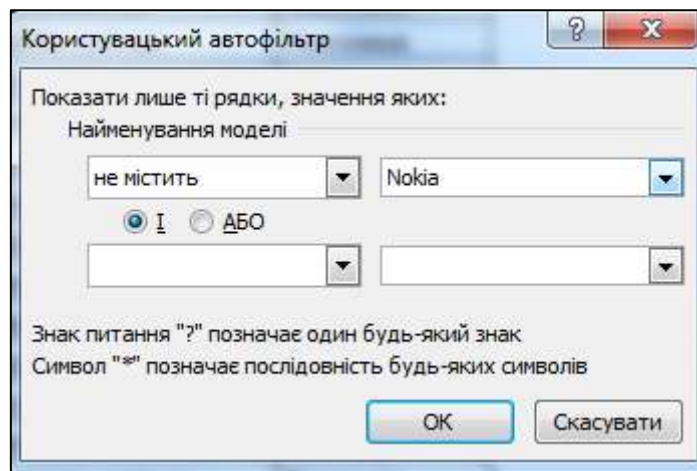 Користувацький автофільтр
Показати лише ті рядки, значення яких:
Найменування моделі
не містить Nokia
І АБО
Знак питання "?" позначає один будь-який знак
Символ "*" позначає послідовність будь-яких символів
ОК Скасувати